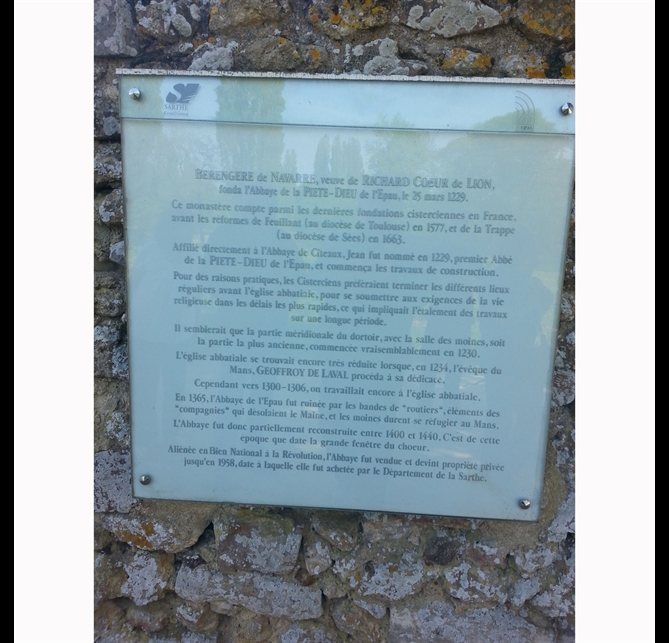 SARTHE
BERENGERE de NAVARRE, veuve de RICHARD COEUR de LION,
fonda l'Abbaye de la PIETE-DIEU de l'Epau, le 25 mars 1229.
Ce monastère compte parmi les dernières fondations cisterciennes en France,
avant les réformes de Feuillant (au diocèse de Toulouse) en 1577, et de la Trappe
(au diocèse de Sées) en 1663.
Affilié directement à l'Abbaye de Citeaux, Jean fut nommé en 1229, premier Abbé
de la PIETE-DIEU de l'Epau, et commença les travaux de construction.
Pour des raisons pratiques, les Cisterciens préféraient terminer les différents lieux
réguliers avant l'église abbatiale, pour se soumettre aux exigences de la vie
religieuse dans les délais les plus rapides, ce qui impliquait l'étalement des travaux
sur une longue période.
Il semblerait que la partie méridionale du dortoir, avec la salle des moines, soit
la partie la plus ancienne, commencée vraisemblablement en 1230.
L'église abbatiale se trouvait encore très réduite lorsque, en 1234, l'évêque du
Mans, GEOFFROY DE LAVAL procéda à sa dédicace.
Cependant vers 1300-1306, on travaillait encore à l'église abbatiale.
En 1365, l'Abbaye de l'Epau fut ruinée par les bandes de "routiers", éléments des
"compagnies" qui désolaient le Maine, et les moines durent se réfugier au Mans.
L'Abbaye fut donc partiellement reconstruite entre 1400 et 1440. C'est de cette
époque que date la grande fenêtre du choeur.
Aliénée en Bien National à la Révolution, l'Abbaye fut vendue et devint propriété privée
jusqu'en 1958, date à laquelle elle fut achetée par le Département de la Sarthe.